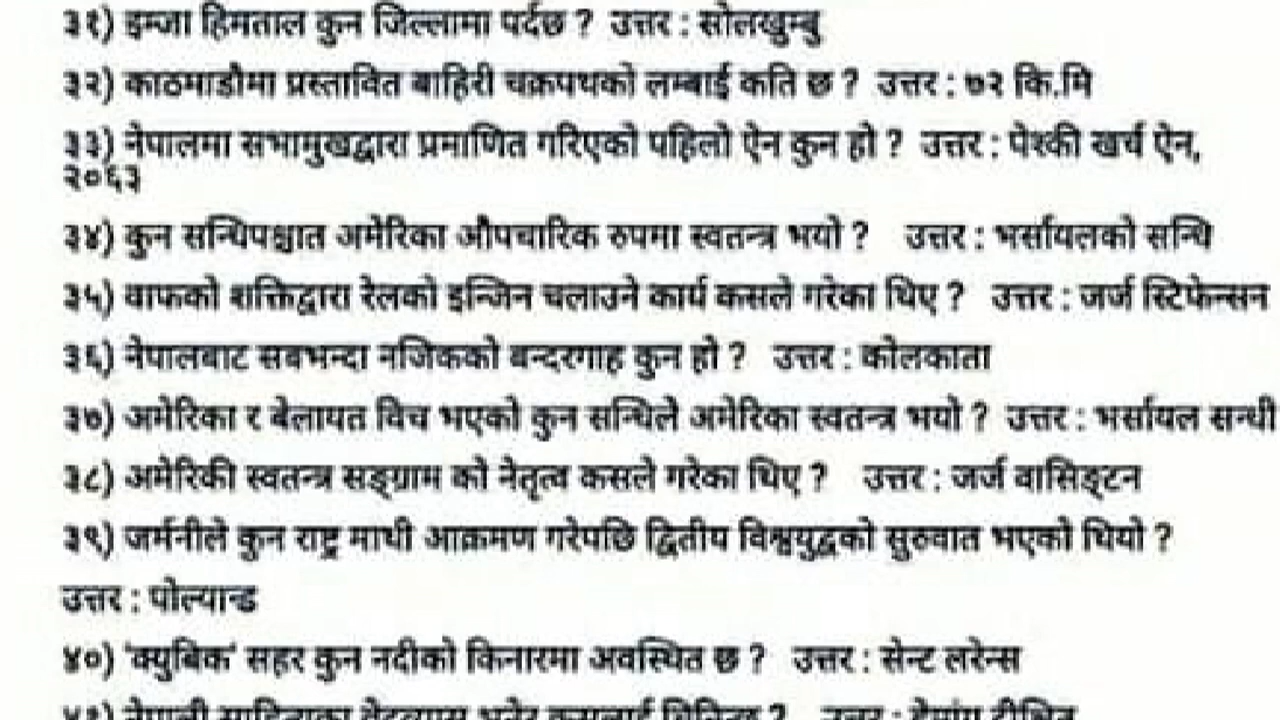 ३१) इम्जा हिमताल कुन जिल्लामा पर्दछ ? उत्तर : सोलखुम्बु
३२) काठमाडौमा प्रस्तावित बाहिरी चक्रपथको लम्बाई कति छ ? उत्तर : ७२ कि.मि
३३) नेपालमा सभामुखद्वारा प्रमाणित गरिएको पहिलो ऐन कुन हो ? उत्तर : पेश्की खर्च ऐन,
२०६३
३४) कुन सन्धिपश्चात अमेरिका औपचारिक रुपमा स्वतन्त्र भयो ? उत्तर : भर्सायलको सन्धि
३५) वाफको शक्तिद्वारा रेलको इन्जिन चलाउने कार्य कसले गरेका थिए ? उत्तर : जर्ज स्टिफेन्सन
३६) नेपालबाट सबभन्दा नजिकको बन्दरगाह कुन हो ? उत्तर : कोलकाता
३७) अमेरिका र बेलायत विच भएको कुन सन्धिले अमेरिका स्वतन्त्र भयो ? उत्तर : भर्सायल सन्धी
३८) अमेरिकी स्वतन्त्र सङ्ग्राम को नेतृत्व कसले गरेका थिए ? उत्तर : जर्ज वासिङ्टन
३९) जर्मनीले कुन राष्ट्र माथी आक्रमण गरेपछि द्वितीय विश्वयुद्धको सुरुवात भएको थियो ?
उत्तर : पोल्यान्ड
४०) 'क्युबिक' सहर कुन नदीको किनारमा अवस्थित छ ? उत्तर : सेन्ट लरेन्स
४१) नेपाली